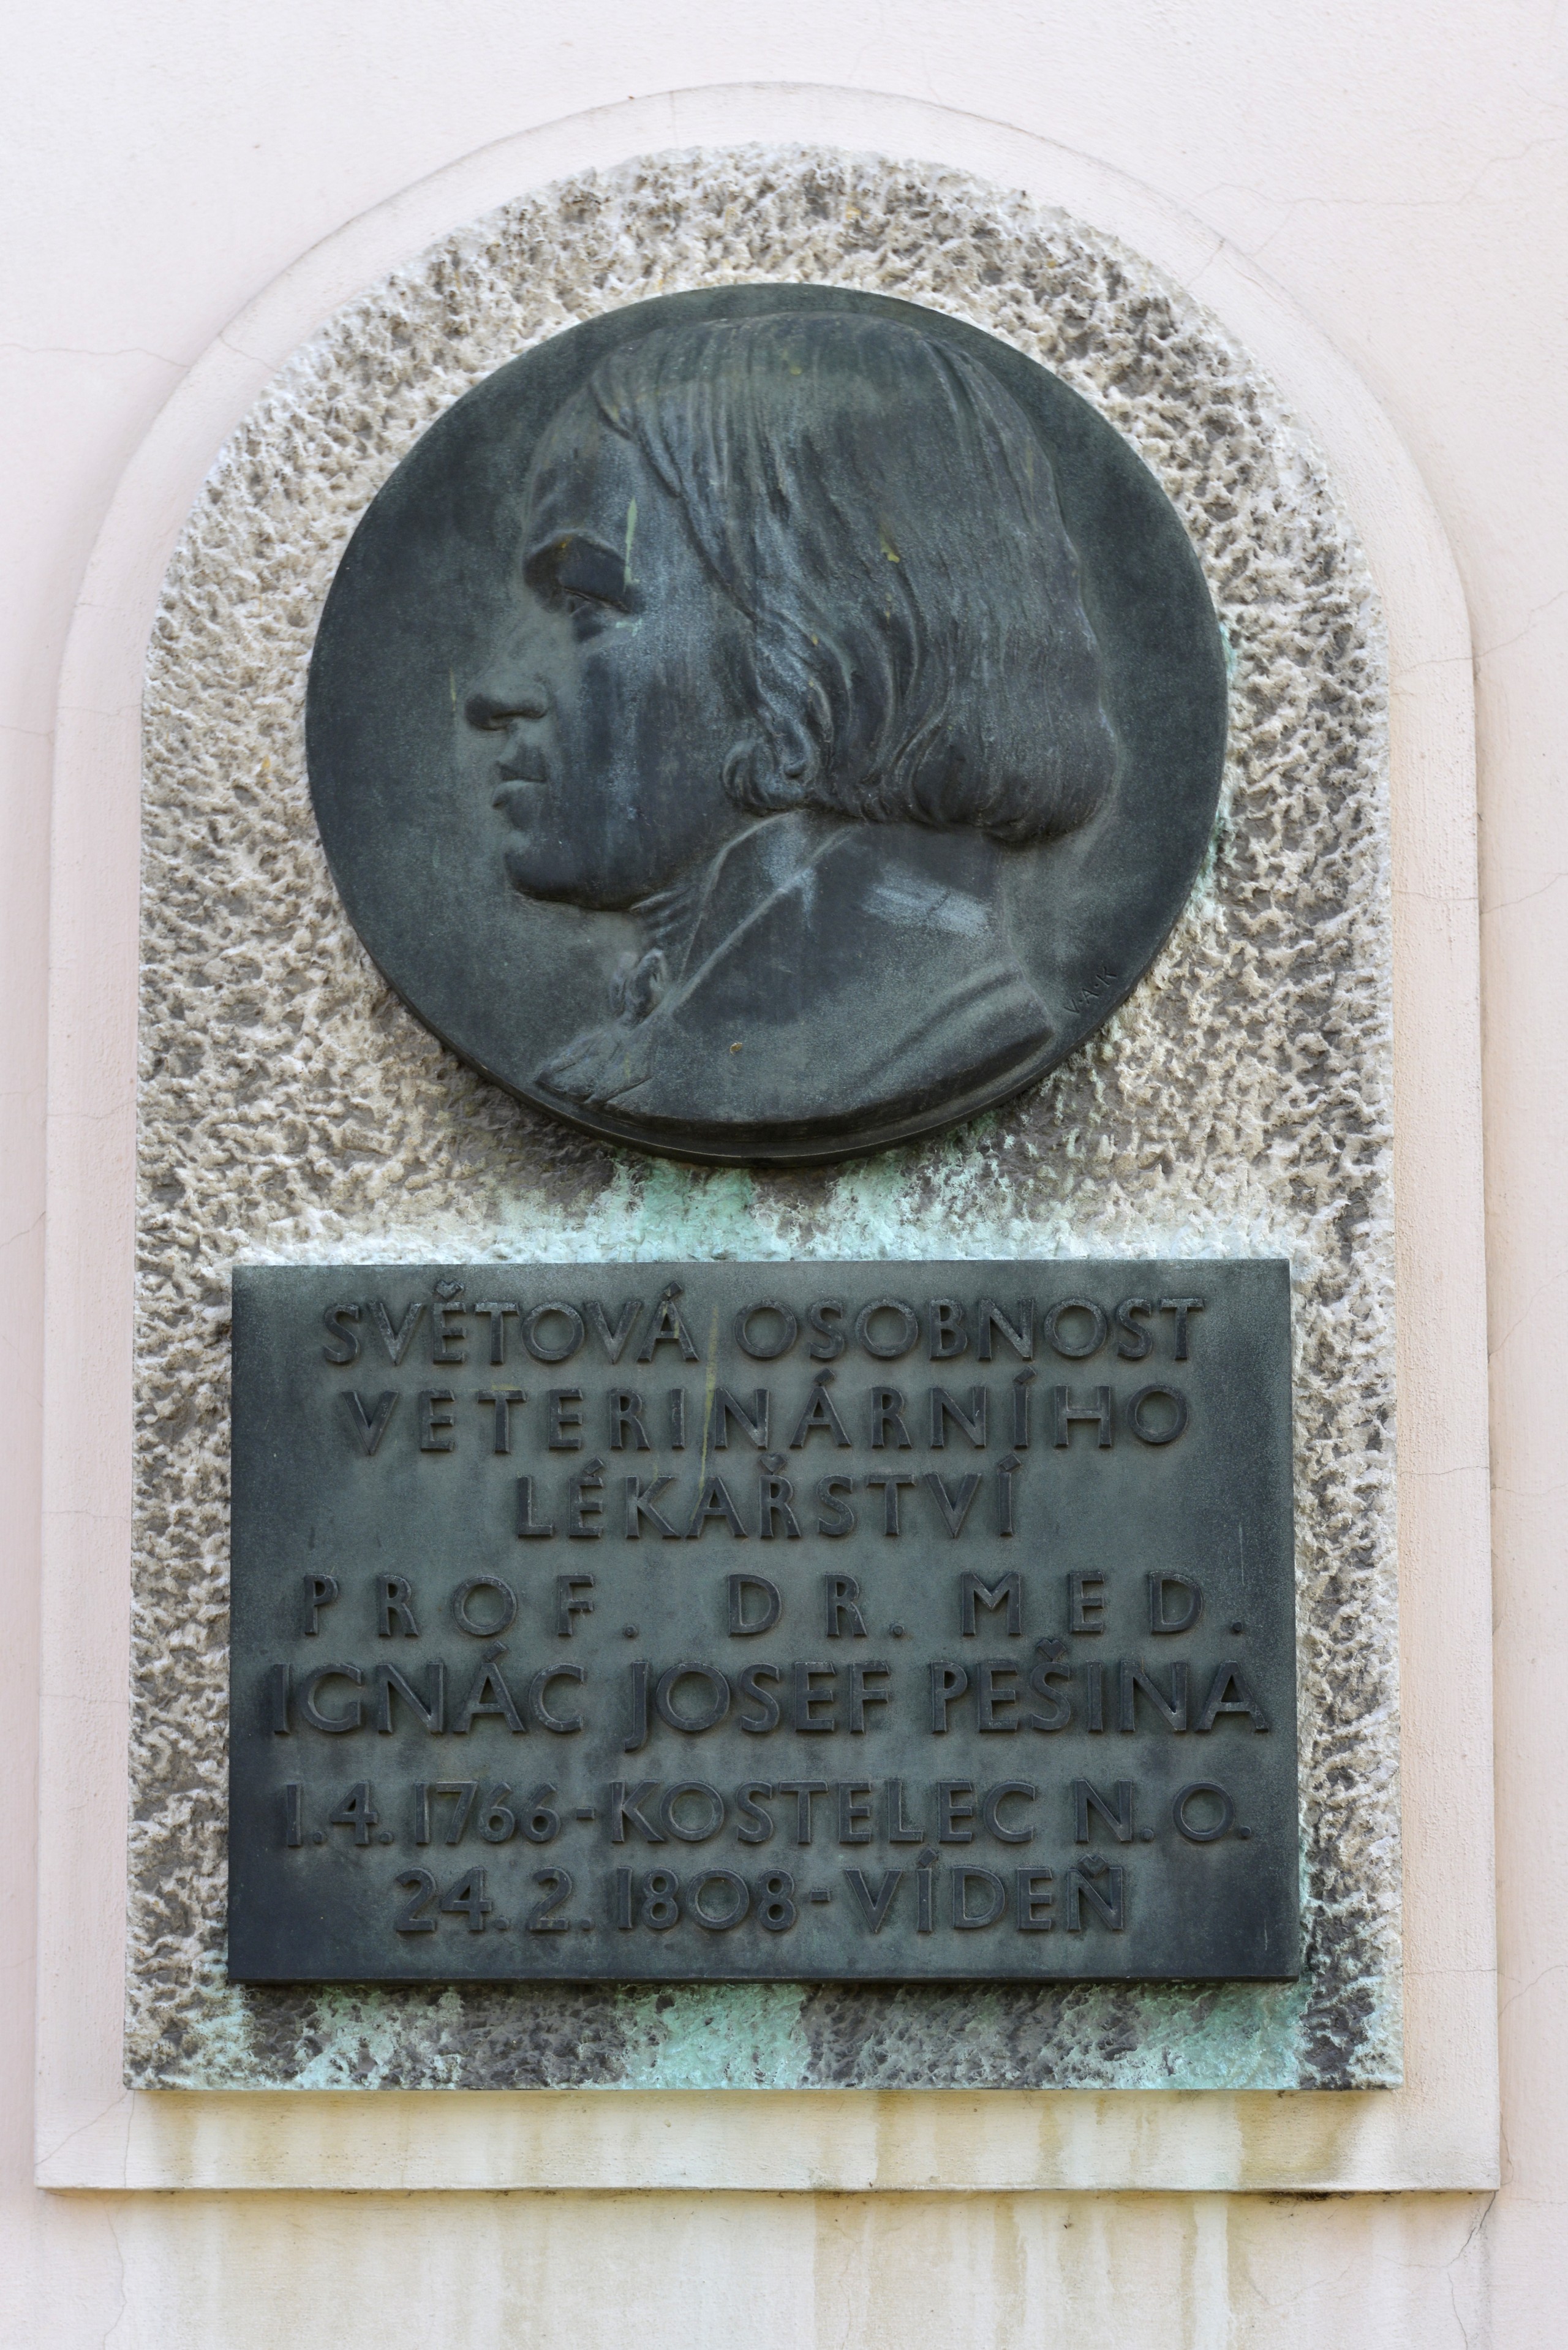 V·A·K
SVĚTOVÁ OSOBNOST
VETERINÁRNÍHO
LÉKAŘSTVÍ
PROF. DR. MED.
IGNÁC JOSEF PEŠINA
1.4.1766-KOSTELEC N.O.
24.2.1808-VÍDEŇ